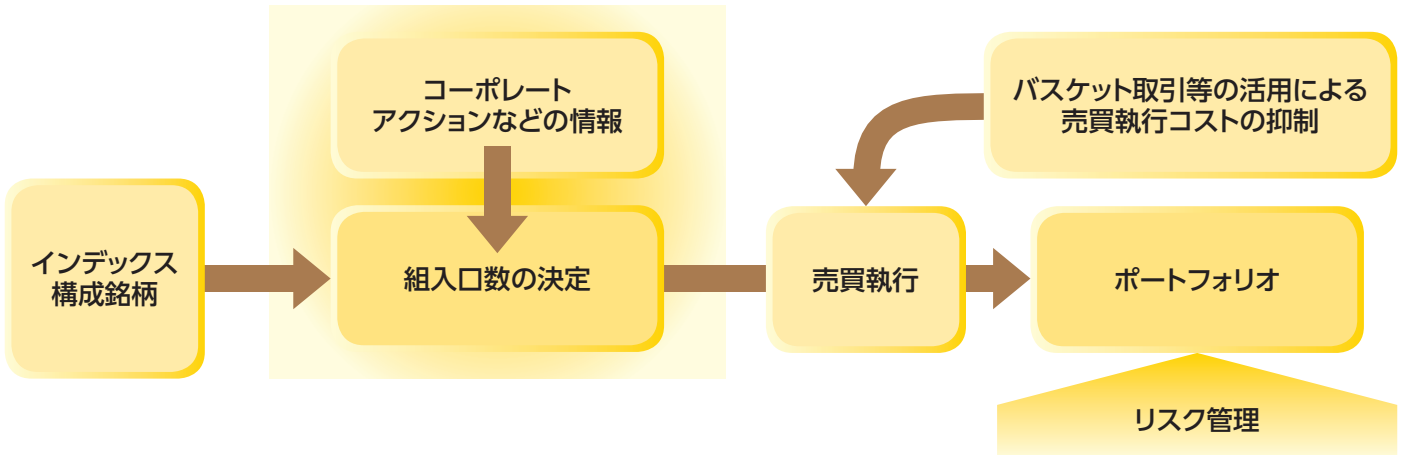 コーポレート
アクションなどの情報
バスケット取引等の活用による
売買執行コストの抑制
インデックス
構成銘柄
組入口数の決定
売買執行
ポートフォリオ
リスク管理